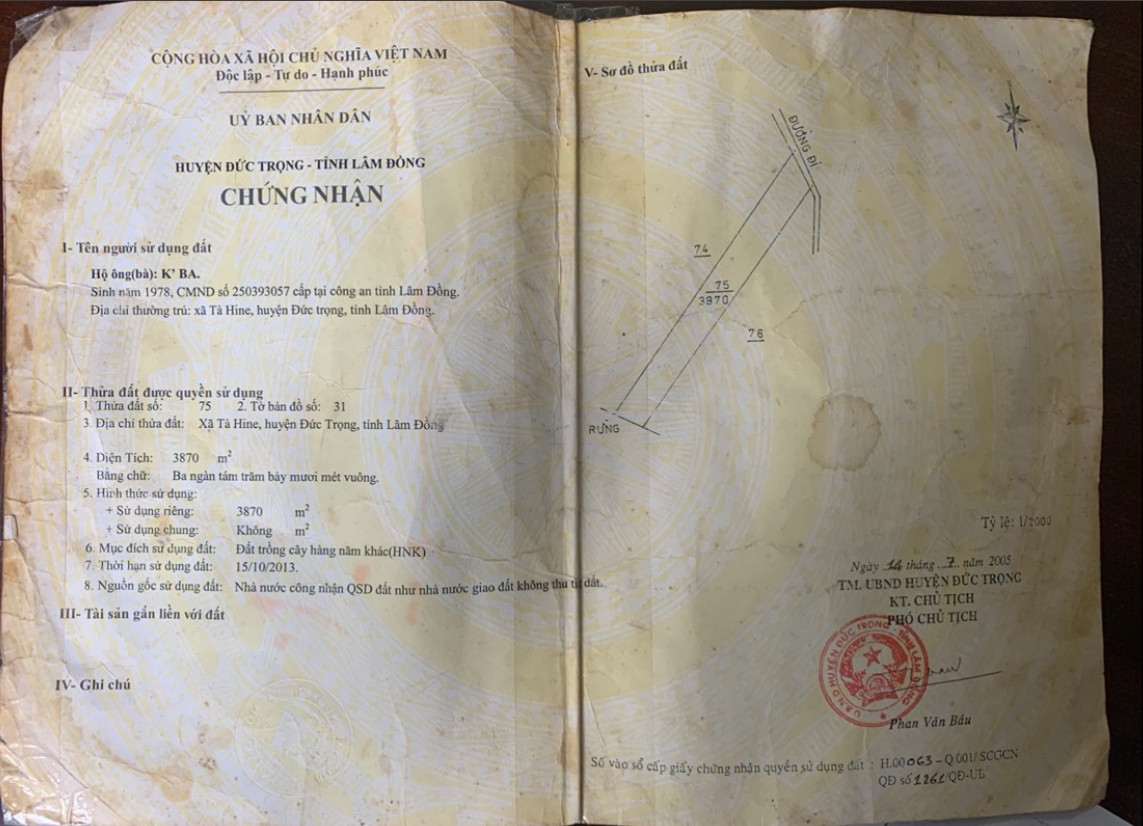 CỘNG HÒA XÃ HỘI CHỦ NGHĨA VIỆT NAM
Độc lập - Tự do - Hạnh phúc
UỶ BAN NHÂN DÂN
HUYỆN ĐỨC TRỌNG - TỈNH LÂM ĐỒNG
CHỨNG NHẬN
I- Tên người sử dụng đất
Hộ ông(bà): K' BA.
Sinh năm 1978, CMND số 250393057 cấp tại công an tỉnh Lâm Đồng.
Địa chỉ thường trú: xã Tà Hine, huyện Đức trọng, tỉnh Lâm Đồng.
II- Thửa đất được quyền sử dụng
1. Thửa đất số: 75 2. Tờ bản đồ số: 31
3. Địa chỉ thửa đất: Xã Tà Hine, huyện Đức Trọng, tỉnh Lâm Đồng
4. Diện Tích: 3870 m²
Bằng chữ: Ba ngàn tám trăm bảy mươi mét vuông.
5. Hình thức sử dụng:
+ Sử dụng riêng: 3870 m²
+ Sử dụng chung: Không m²
6. Mục đích sử dụng đất: Đất trồng cây hàng năm khác(HNK)
7. Thời hạn sử dụng đất: 15/10/2013.
8. Nguồn gốc sử dụng đất: Nhà nước công nhận QSD đất như nhà nước giao đất không thu tiền sử dụng đất.
III- Tài sản gắn liền với đất
IV- Ghi chú
V- Sơ đồ thửa đất
ĐƯỜNG ĐI
74
75
3870
76
RỪNG
Tỷ lệ: 1/2000
Ngày 14 tháng 7 năm 2005
TM. UBND HUYỆN ĐỨC TRỌNG
KT. CHỦ TỊCH
PHÓ CHỦ TỊCH
U.B.N.D HUYỆN ĐỨC TRỌNG - TỈNH LÂM ĐỒNG
Phan Văn Bầu
Số vào sổ cấp giấy chứng nhận quyền sử dụng đất : H.00063 - Q.001/ SCGCN
QĐ số 1261/QĐ-UB